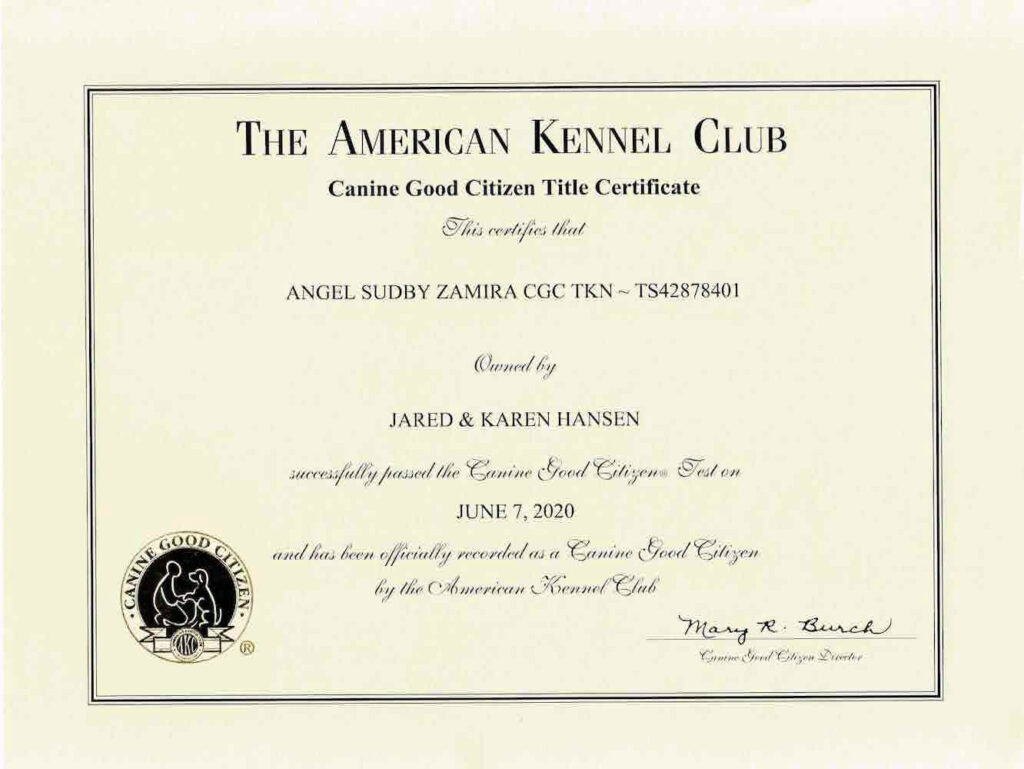 THE AMERICAN KENNEL CLUB
Canine Good Citizen Title Certificate
This certifies that
ANGEL SUDBY ZAMIRA CGC TKN ~ TS42878401
Owned by
JARED & KAREN HANSEN
successfully passed the Canine Good Citizen® Test on
JUNE 7, 2020
and has been officially recorded as a Canine Good Citizen
by the American Kennel Club
· CANINE GOOD CITIZEN ·
AKC
®
Mary R. Burch
Canine Good Citizen Director